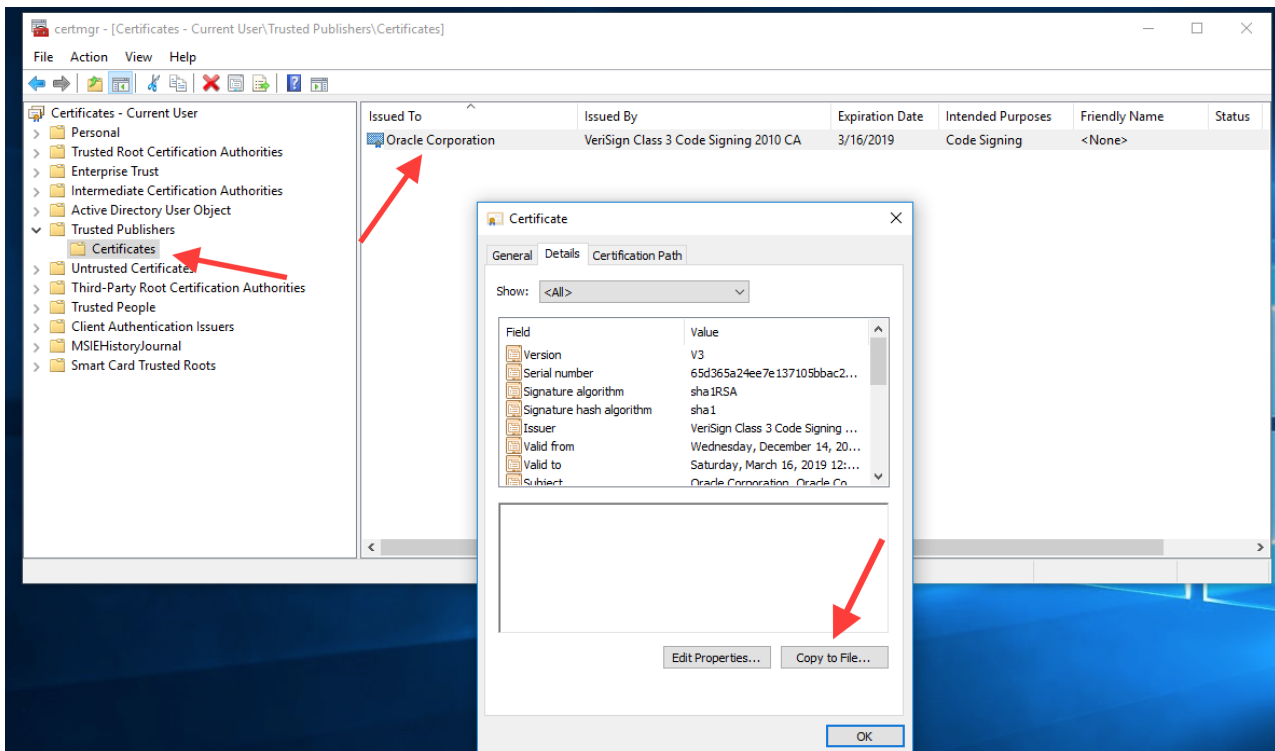 certmgr - [Certificates - Current User\Trusted Publishers\Certificates]
File Action View Help
Certificates - Current User
Personal
Trusted Root Certification Authorities
Enterprise Trust
Intermediate Certification Authorities
Active Directory User Object
Trusted Publishers
Certificates
Untrusted Certificates
Third-Party Root Certification Authorities
Trusted People
Client Authentication Issuers
MSIEHistoryJournal
Smart Card Trusted Roots
Issued To Issued By Expiration Date Intended Purposes Friendly Name Status
Oracle Corporation VeriSign Class 3 Code Signing 2010 CA 3/16/2019 Code Signing <None>
Certificate
General Details Certification Path
Show: <All>
Field Value
Version V3
Serial number 65d365a24ee7e137105bbac2...
Signature algorithm sha1RSA
Signature hash algorithm sha1
Issuer VeriSign Class 3 Code Signing ...
Valid from Wednesday, December 14, 20...
Valid to Saturday, March 16, 2019 12:...
Subject Oracle Corporation, Oracle Co
Edit Properties... Copy to File...
OK